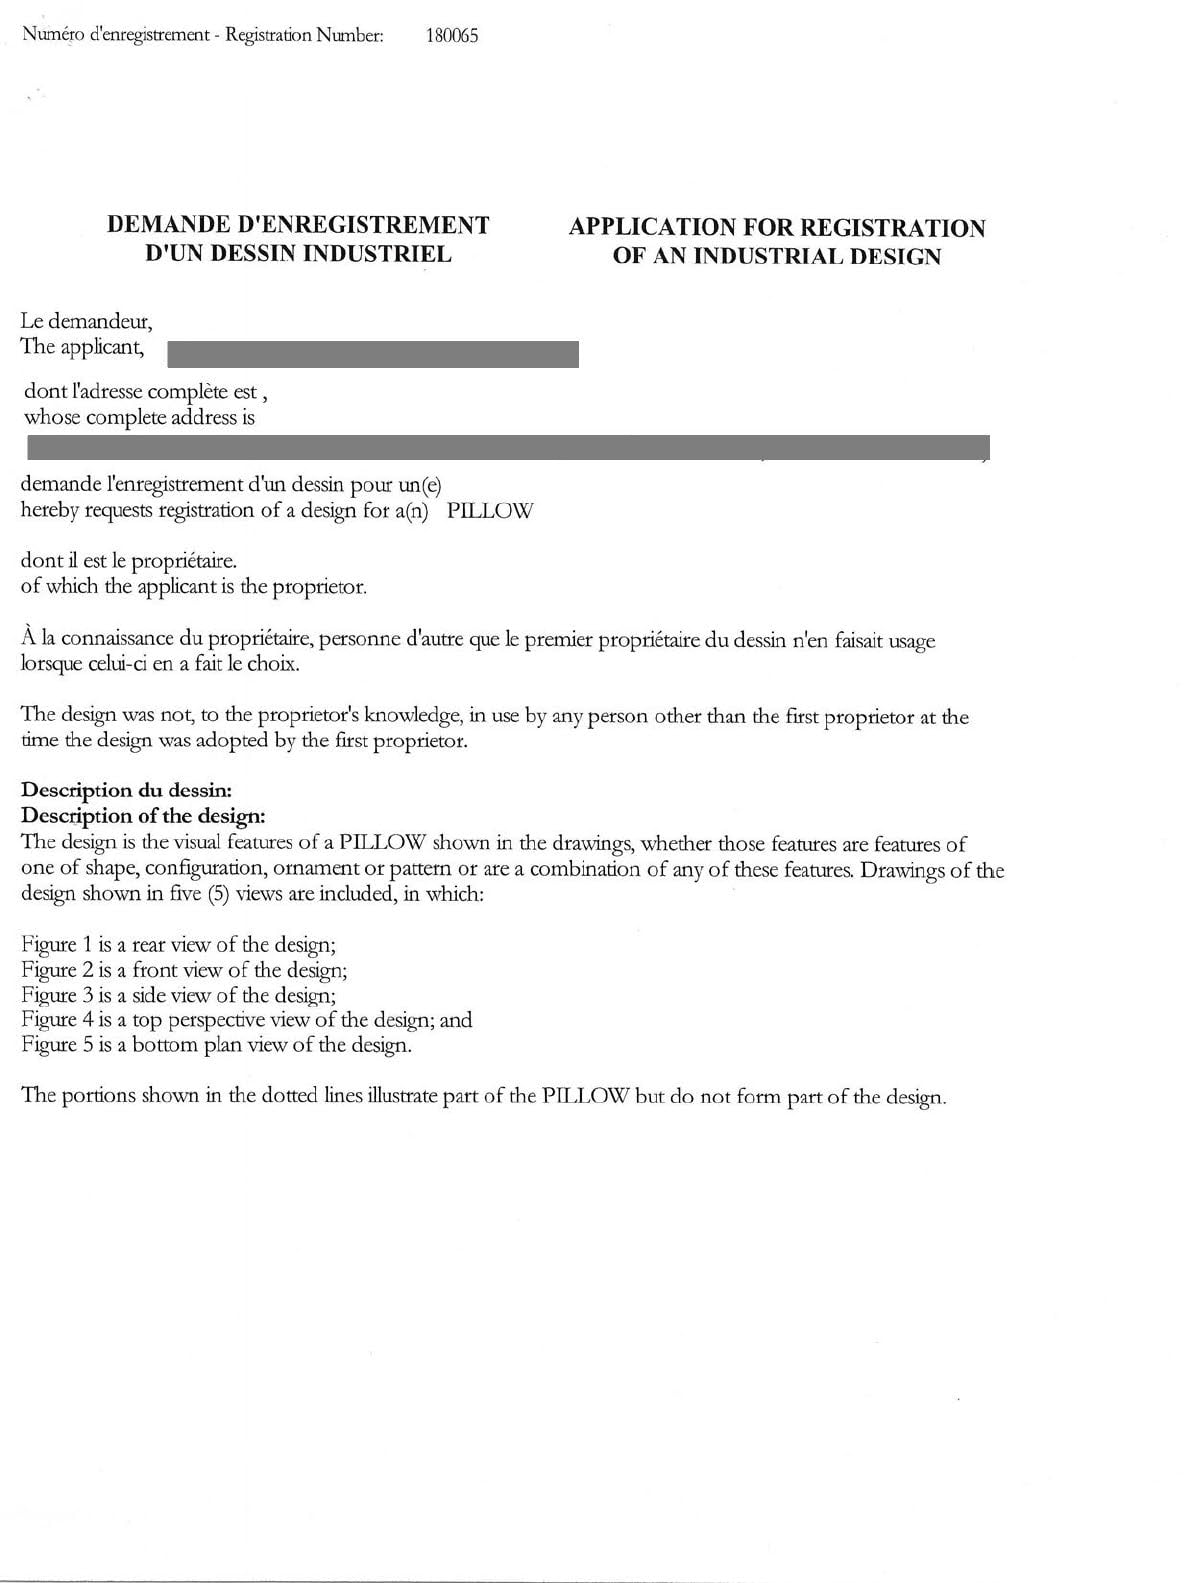 Numéro d'enregistrement - Registration Number: 180065
DEMANDE D'ENREGISTREMENT
D'UN DESSIN INDUSTRIEL
APPLICATION FOR REGISTRATION
OF AN INDUSTRIAL DESIGN
Le demandeur,
The applicant,
dont l'adresse complète est ,
whose complete address is
demande l'enregistrement d'un dessin pour un(e)
hereby requests registration of a design for a(n) PILLOW
dont il est le propriétaire.
of which the applicant is the proprietor.
À la connaissance du propriétaire, personne d'autre que le premier propriétaire du dessin n'en faisait usage
lorsque celui-ci en a fait le choix.
The design was not, to the proprietor's knowledge, in use by any person other than the first proprietor at the
time the design was adopted by the first proprietor.
Description du dessin:
Description of the design:
The design is the visual features of a PILLOW shown in the drawings, whether those features are features of
one of shape, configuration, ornament or pattern or are a combination of any of these features. Drawings of the
design shown in five (5) views are included, in which:
Figure 1 is a rear view of the design;
Figure 2 is a front view of the design;
Figure 3 is a side view of the design;
Figure 4 is a top perspective view of the design; and
Figure 5 is a bottom plan view of the design.
The portions shown in the dotted lines illustrate part of the PILLOW but do not form part of the design.